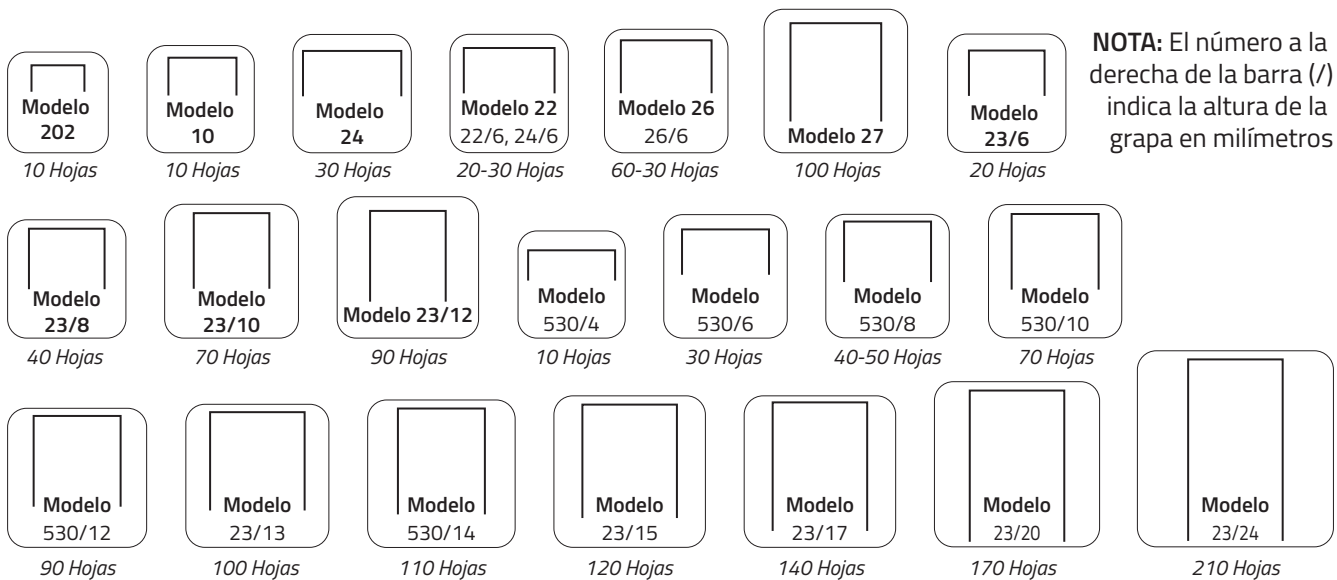 NOTA: El número a la
derecha de la barra (/)
indica la altura de la
grapa en milímetros
Modelo
202
10 Hojas
Modelo
10
10 Hojas
Modelo
24
30 Hojas
Modelo 22
22/6, 24/6
20-30 Hojas
Modelo 26
26/6
60-30 Hojas
Modelo 27
100 Hojas
Modelo
23/6
20 Hojas
Modelo
23/8
40 Hojas
Modelo
23/10
70 Hojas
Modelo 23/12
90 Hojas
Modelo
530/4
10 Hojas
Modelo
530/6
30 Hojas
Modelo
530/8
40-50 Hojas
Modelo
530/10
70 Hojas
Modelo
530/12
90 Hojas
Modelo
23/13
100 Hojas
Modelo
530/14
110 Hojas
Modelo
23/15
120 Hojas
Modelo
23/17
140 Hojas
Modelo
23/20
170 Hojas
Modelo
23/24
210 Hojas